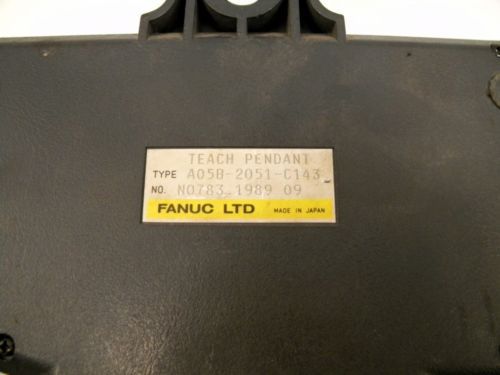 TEACH PENDANT
TYPE A05B-2051-C143
NO. N0783 1989 09
FANUC LTD MADE IN JAPAN